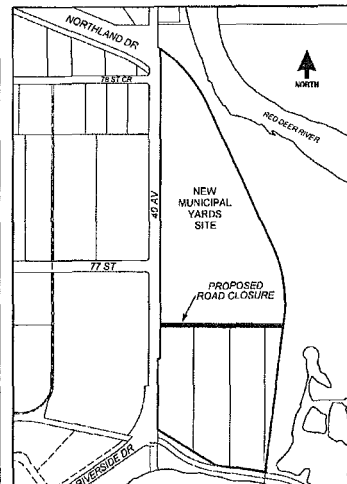 NORTHLAND DR
78 ST CR
NORTH
RED DEER RIVER
40 AV
NEW
MUNICIPAL
YARDS
SITE
77 ST
PROPOSED
ROAD CLOSURE
RIVERSIDE DR